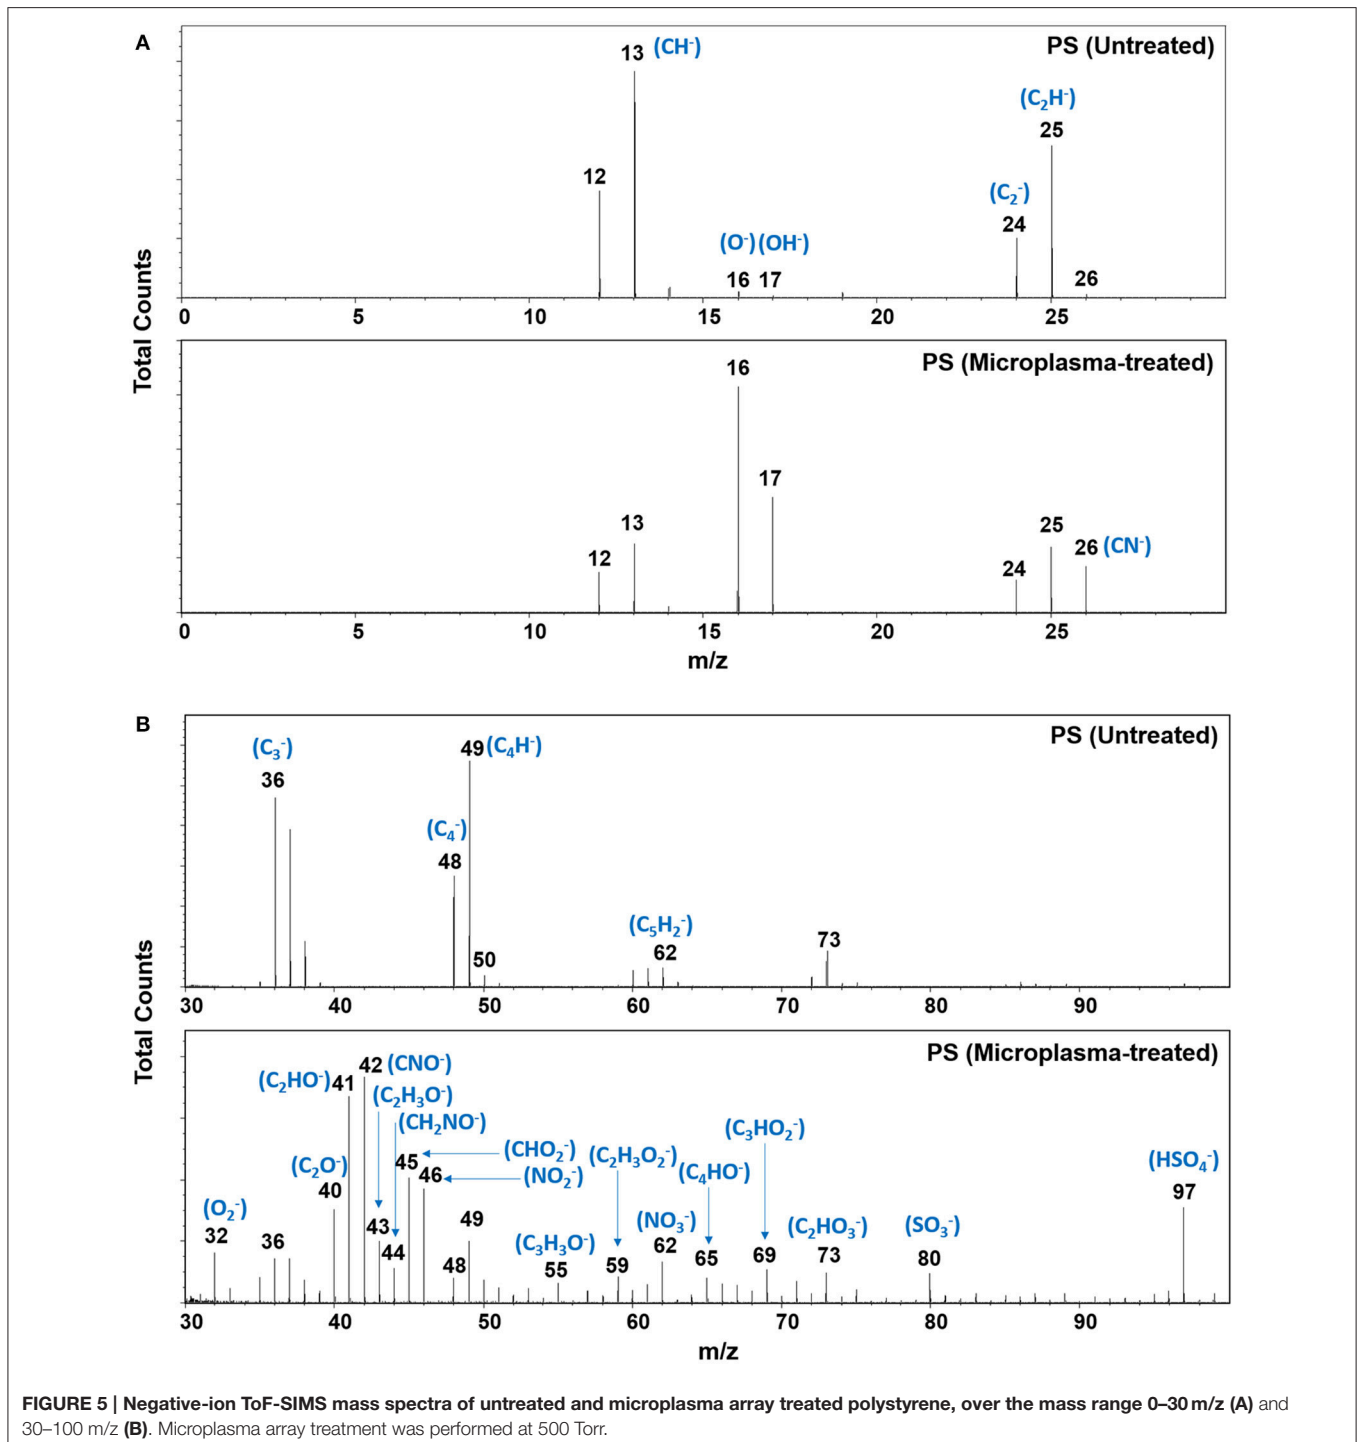 A
PS (Untreated)
13 (CH⁻)
(C₂H⁻)
25
12
(C₂⁻)
24
(O⁻) (OH⁻)
16 17
26
0 5 10 15 20 25
PS (Microplasma-treated)
16
17
13
12
25
24
26 (CN⁻)
0 5 10 15 20 25
Total Counts
m/z
B
PS (Untreated)
(C₃⁻)
36
49 (C₄H⁻)
(C₄⁻)
48
50
(C₅H₂⁻)
62
73
30 40 50 60 70 80 90
PS (Microplasma-treated)
42 (CNO⁻)
(C₂HO⁻) 41
(C₂H₃O⁻)
(CH₂NO⁻)
(C₃HO₂⁻)
45 (CHO₂⁻)
46 (NO₂⁻)
(C₂H₃O₂⁻)
(C₄HO⁻)
(HSO₄⁻)
97
(C₂O⁻)
40
(O₂⁻)
32
36
43
44
49
48
(C₃H₃O⁻)
55
59
(NO₃⁻)
62
65
69
(C₂HO₃⁻)
73
(SO₃⁻)
80
30 40 50 60 70 80 90
Total Counts
m/z
FIGURE 5 | Negative-ion ToF-SIMS mass spectra of untreated and microplasma array treated polystyrene, over the mass range 0–30 m/z (A) and
30–100 m/z (B). Microplasma array treatment was performed at 500 Torr.